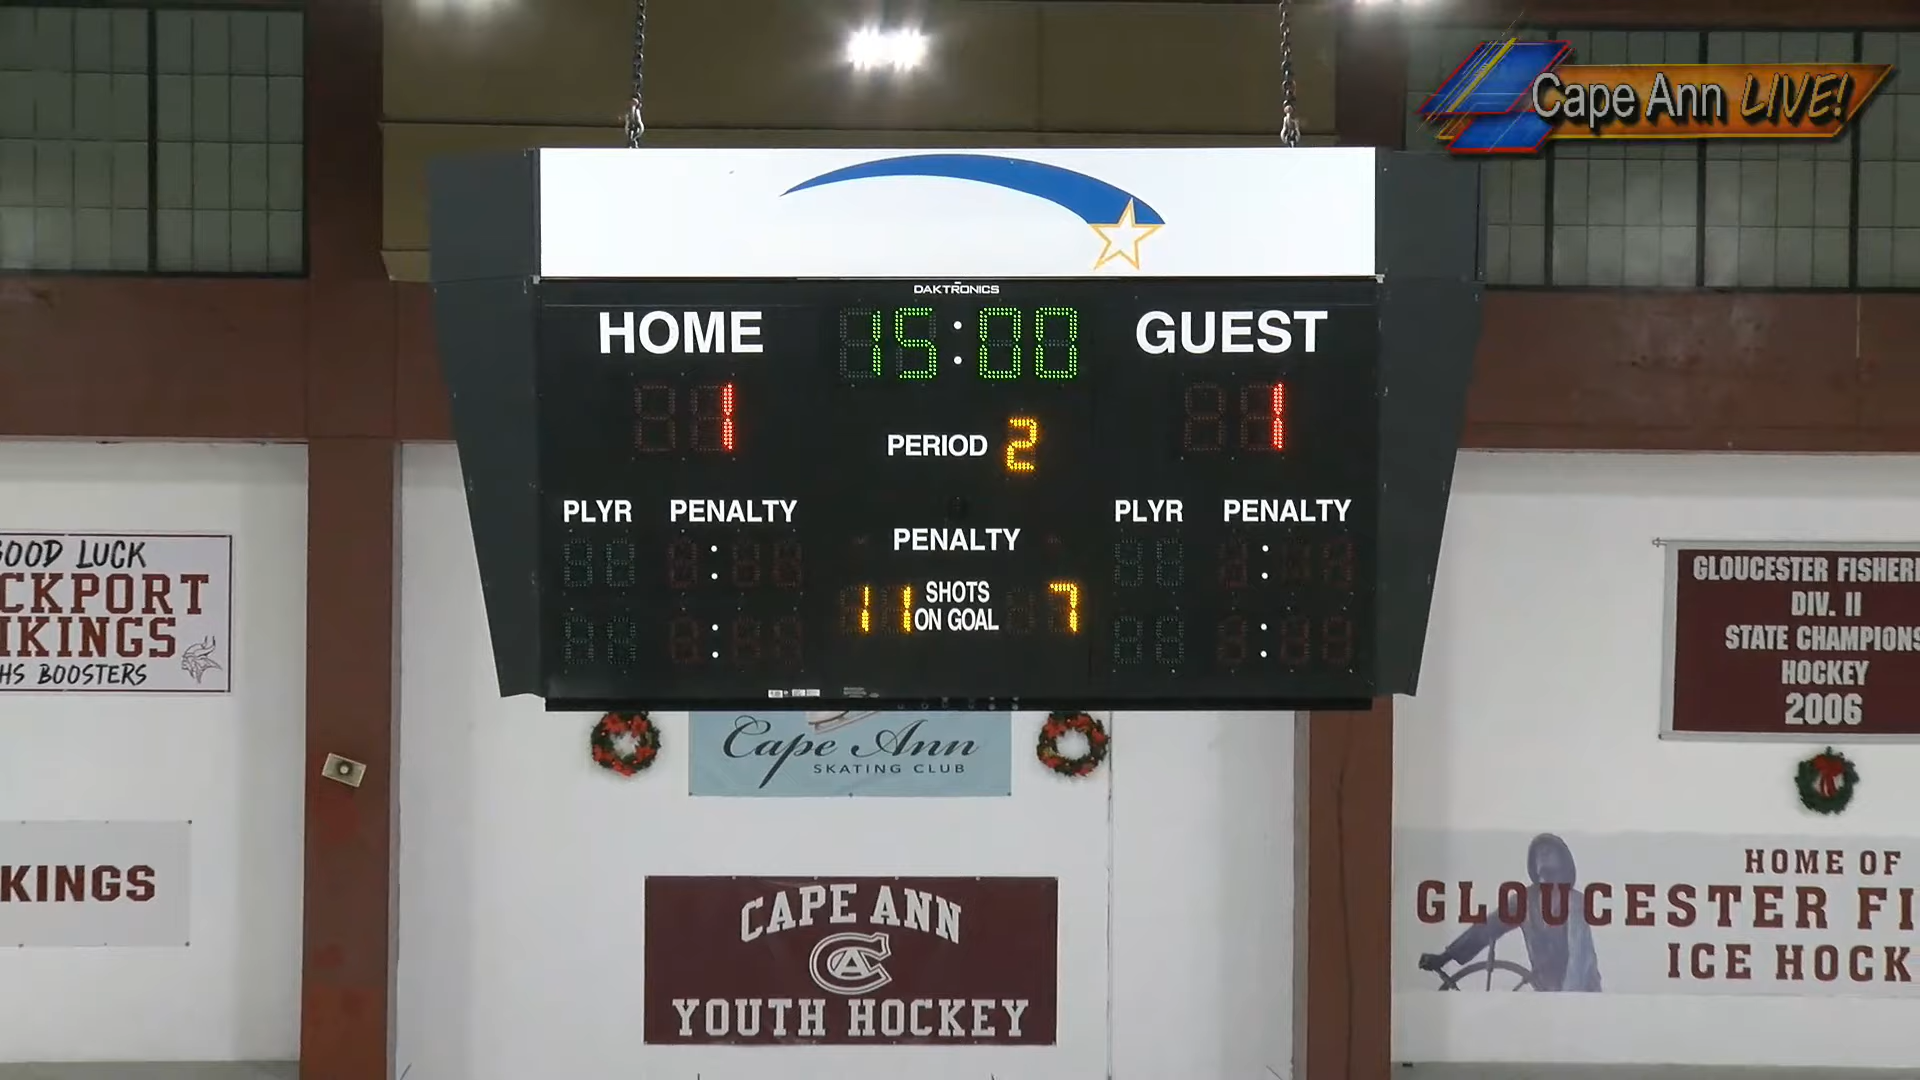 Cape Ann LIVE!
DAKTRONICS
HOME 15:00 GUEST
1 1
PERIOD 2
PLYR PENALTY PLYR PENALTY
PENALTY
11 SHOTS ON GOAL 7
GOOD LUCK
CKPORT
IKINGS
HS BOOSTERS
GLOUCESTER FISHER
DIV. II
STATE CHAMPIONS
HOCKEY
2006
Cape Ann
SKATING CLUB
KINGS
CAPE ANN
CA
YOUTH HOCKEY
HOME OF
GLOUCESTER FI
ICE HOCK